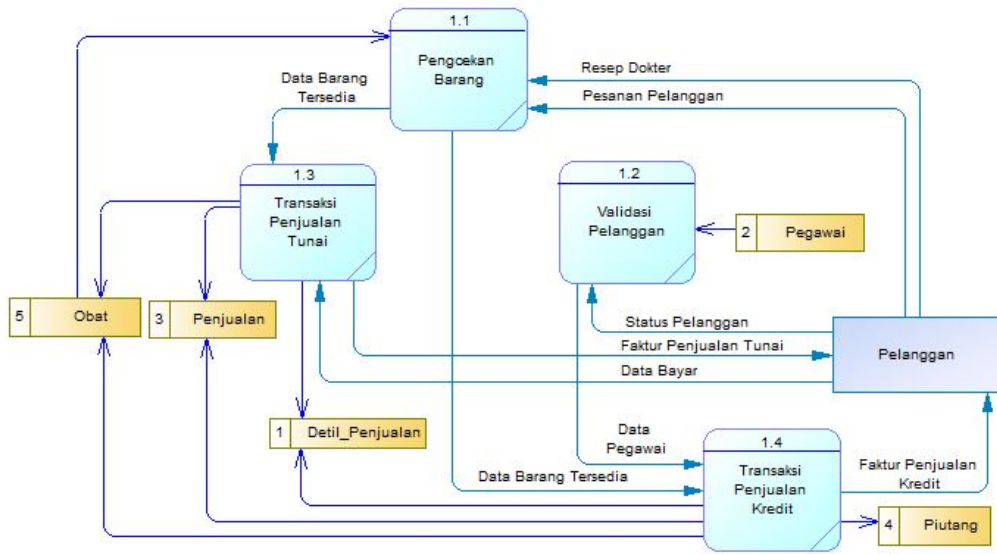 1.1
Pengcekan
Barang
Resep Dokter
Pesanan Pelanggan
Data Barang
Tersedia
1.3
Transaksi
Penjualan
Tunai
1.2
Validasi
Pelanggan
2 Pegawai
5 Obat
3 Penjualan
Status Pelanggan
Faktur Penjualan Tunai
Data Bayar
Pelanggan
1 Detil_Penjualan
Data
Pegawai
Data Barang Tersedia
1.4
Transaksi
Penjualan
Kredit
Faktur Penjualan
Kredit
4 Piutang